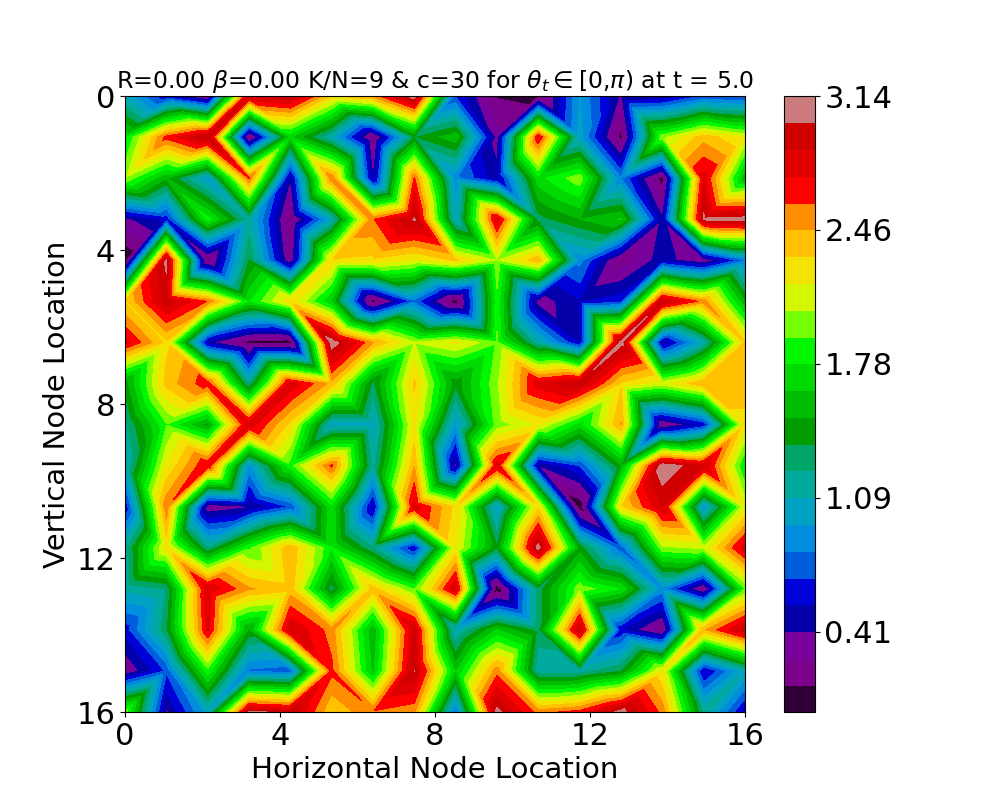 R=0.00 β=0.00 K/N=9 & c=30 for θₜ ∈ [0,π) at t = 5.0
0
4
8
12
16
Vertical Node Location
0 4 8 12 16
Horizontal Node Location
3.14
2.46
1.78
1.09
0.41